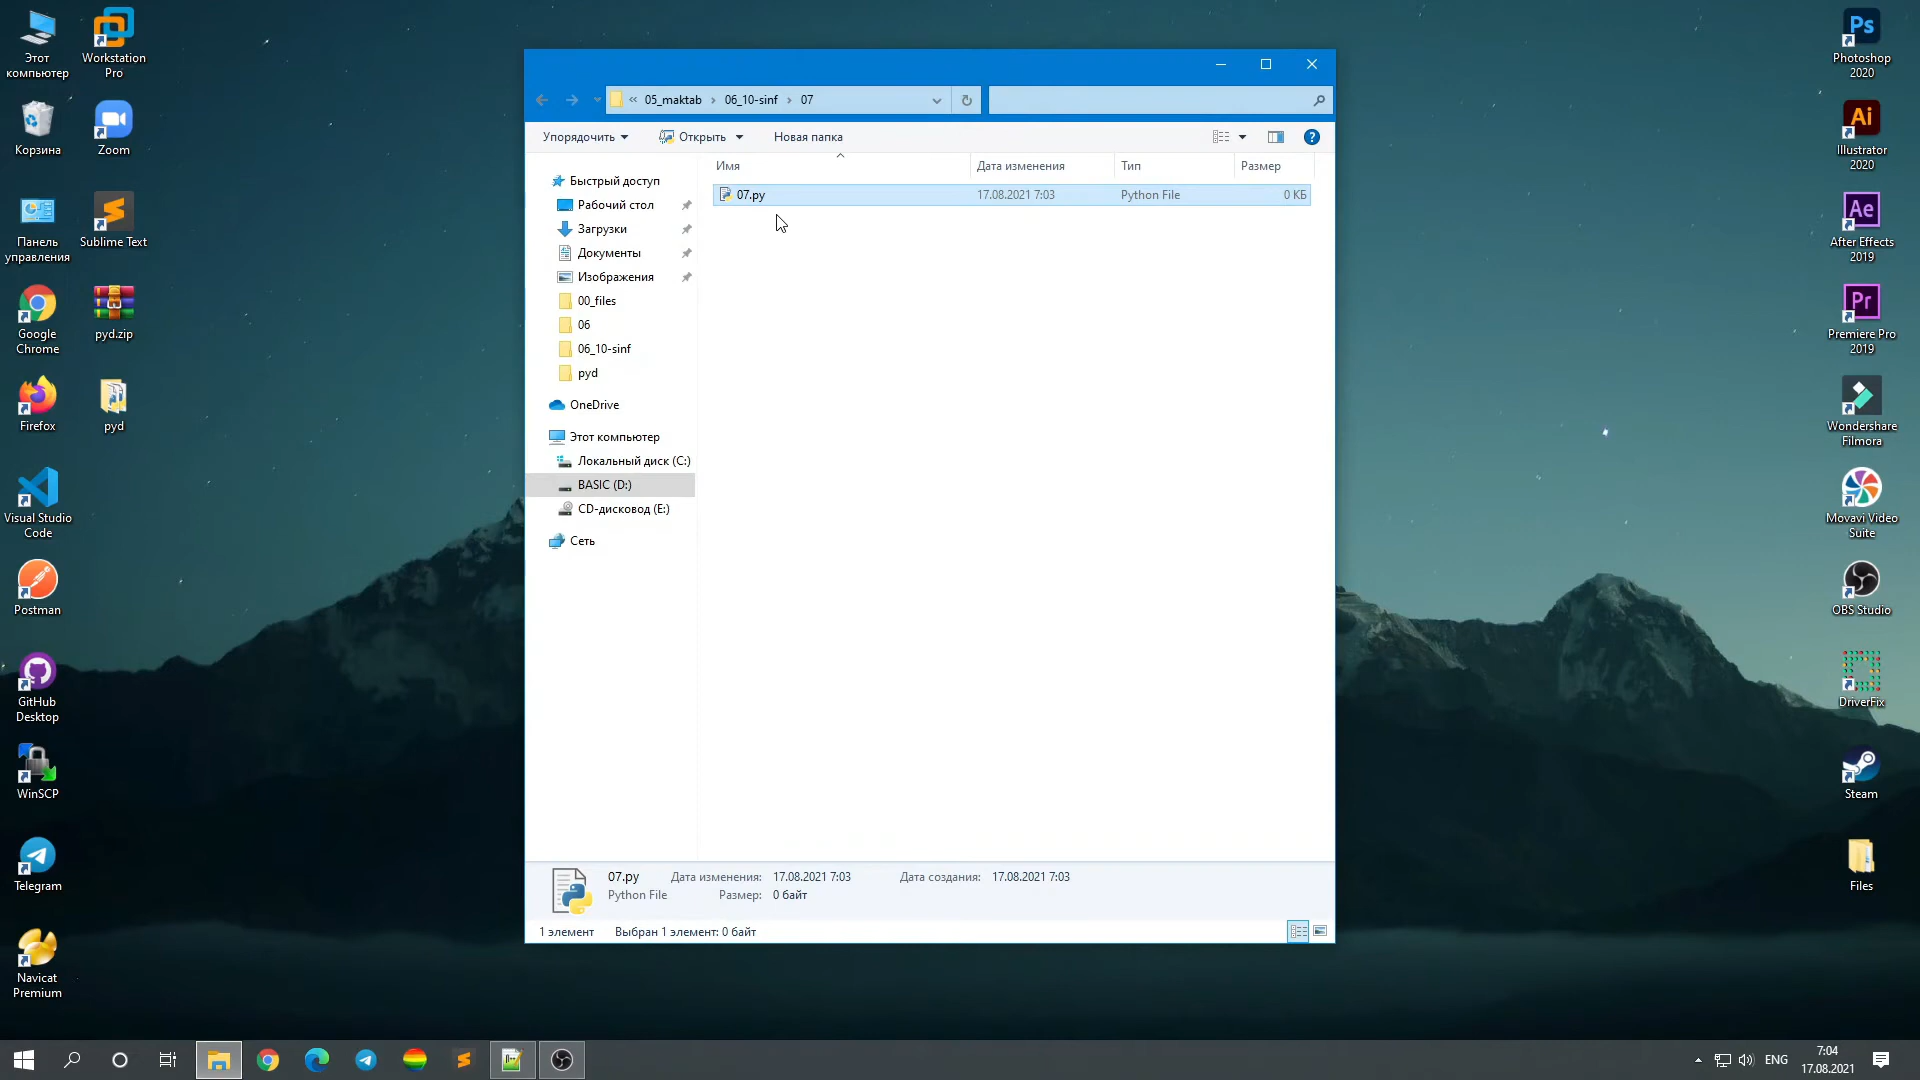 Этот
компьютер
Workstation
Pro
Корзина
Zoom
Панель
управления
Sublime Text
Google
Chrome
pyd.zip
Firefox
pyd
Visual Studio
Code
Postman
GitHub
Desktop
WinSCP
Telegram
Navicat
Premium
« 05_maktab › 06_10-sinf › 07
Упорядочить
Открыть
Новая папка
Имя
Дата изменения
Тип
Размер
07.py
17.08.2021 7:03
Python File
0 КБ
Быстрый доступ
Рабочий стол
Загрузки
Документы
Изображения
00_files
06
06_10-sinf
pyd
OneDrive
Этот компьютер
Локальный диск (C:)
BASIC (D:)
CD-дисковод (E:)
Сеть
07.py Дата изменения: 17.08.2021 7:03 Дата создания: 17.08.2021 7:03
Python File Размер: 0 байт
1 элемент Выбран 1 элемент: 0 байт
Ps
Photoshop
2020
Ai
Illustrator
2020
Ae
After Effects
2019
Pr
Premiere Pro
2019
Wondershare
Filmora
Movavi Video
Suite
OBS Studio
DriverFix
Steam
Files
ENG
7:04
17.08.2021